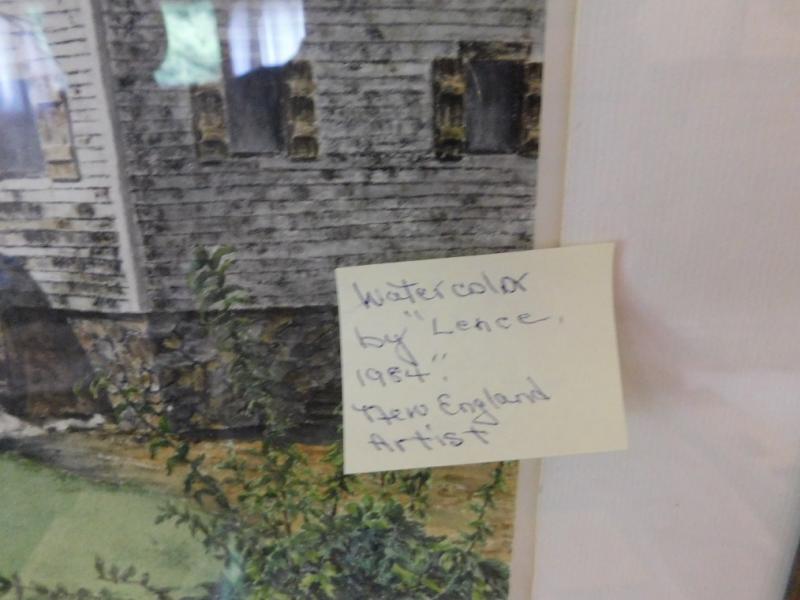 Watercolor
by "Lence,
1984".
New England
Artist